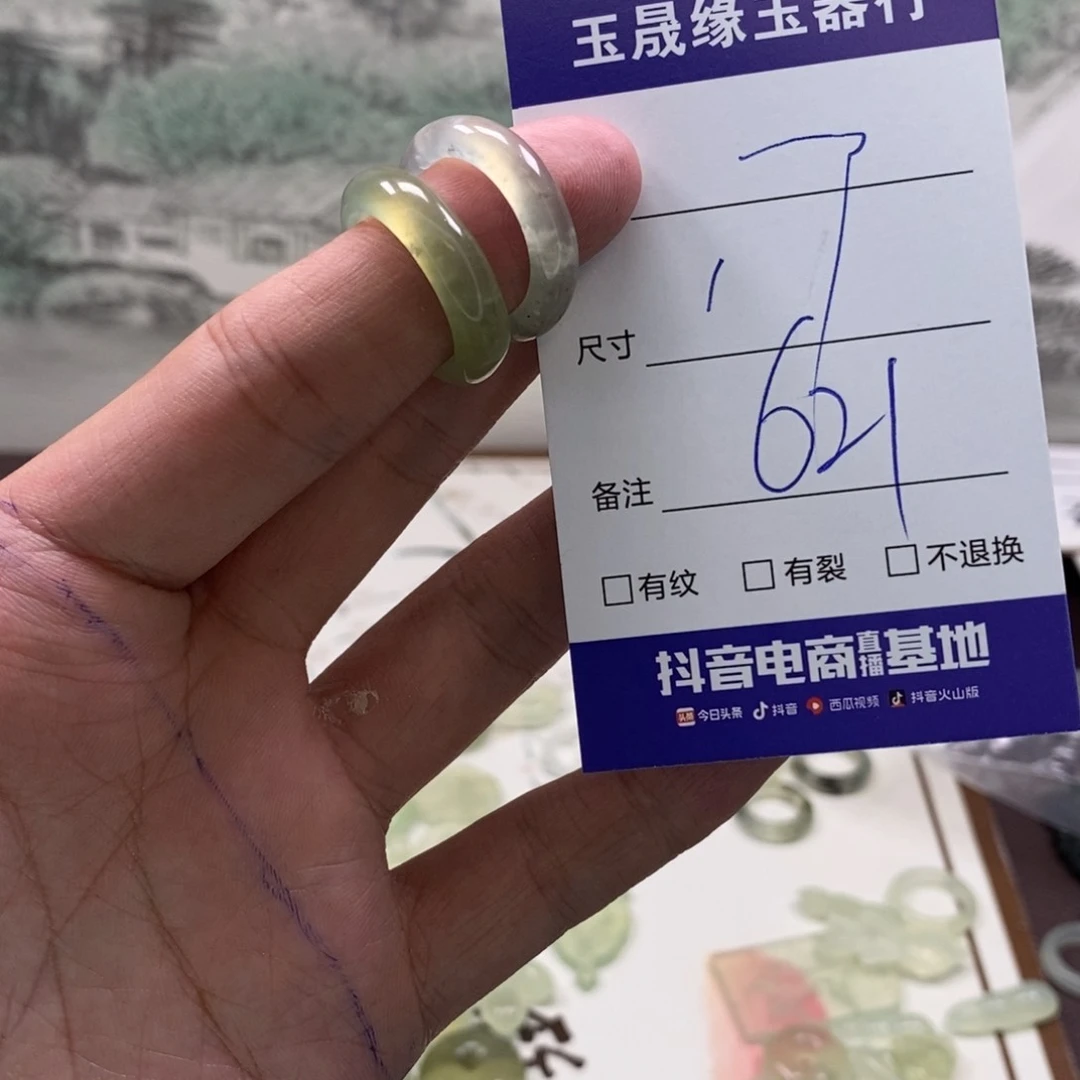 玉晟缘玉器行
尺寸
621
备注
有纹 有裂 不退换
抖音电商直播基地
今日头条 抖音 西瓜视频 抖音火山版